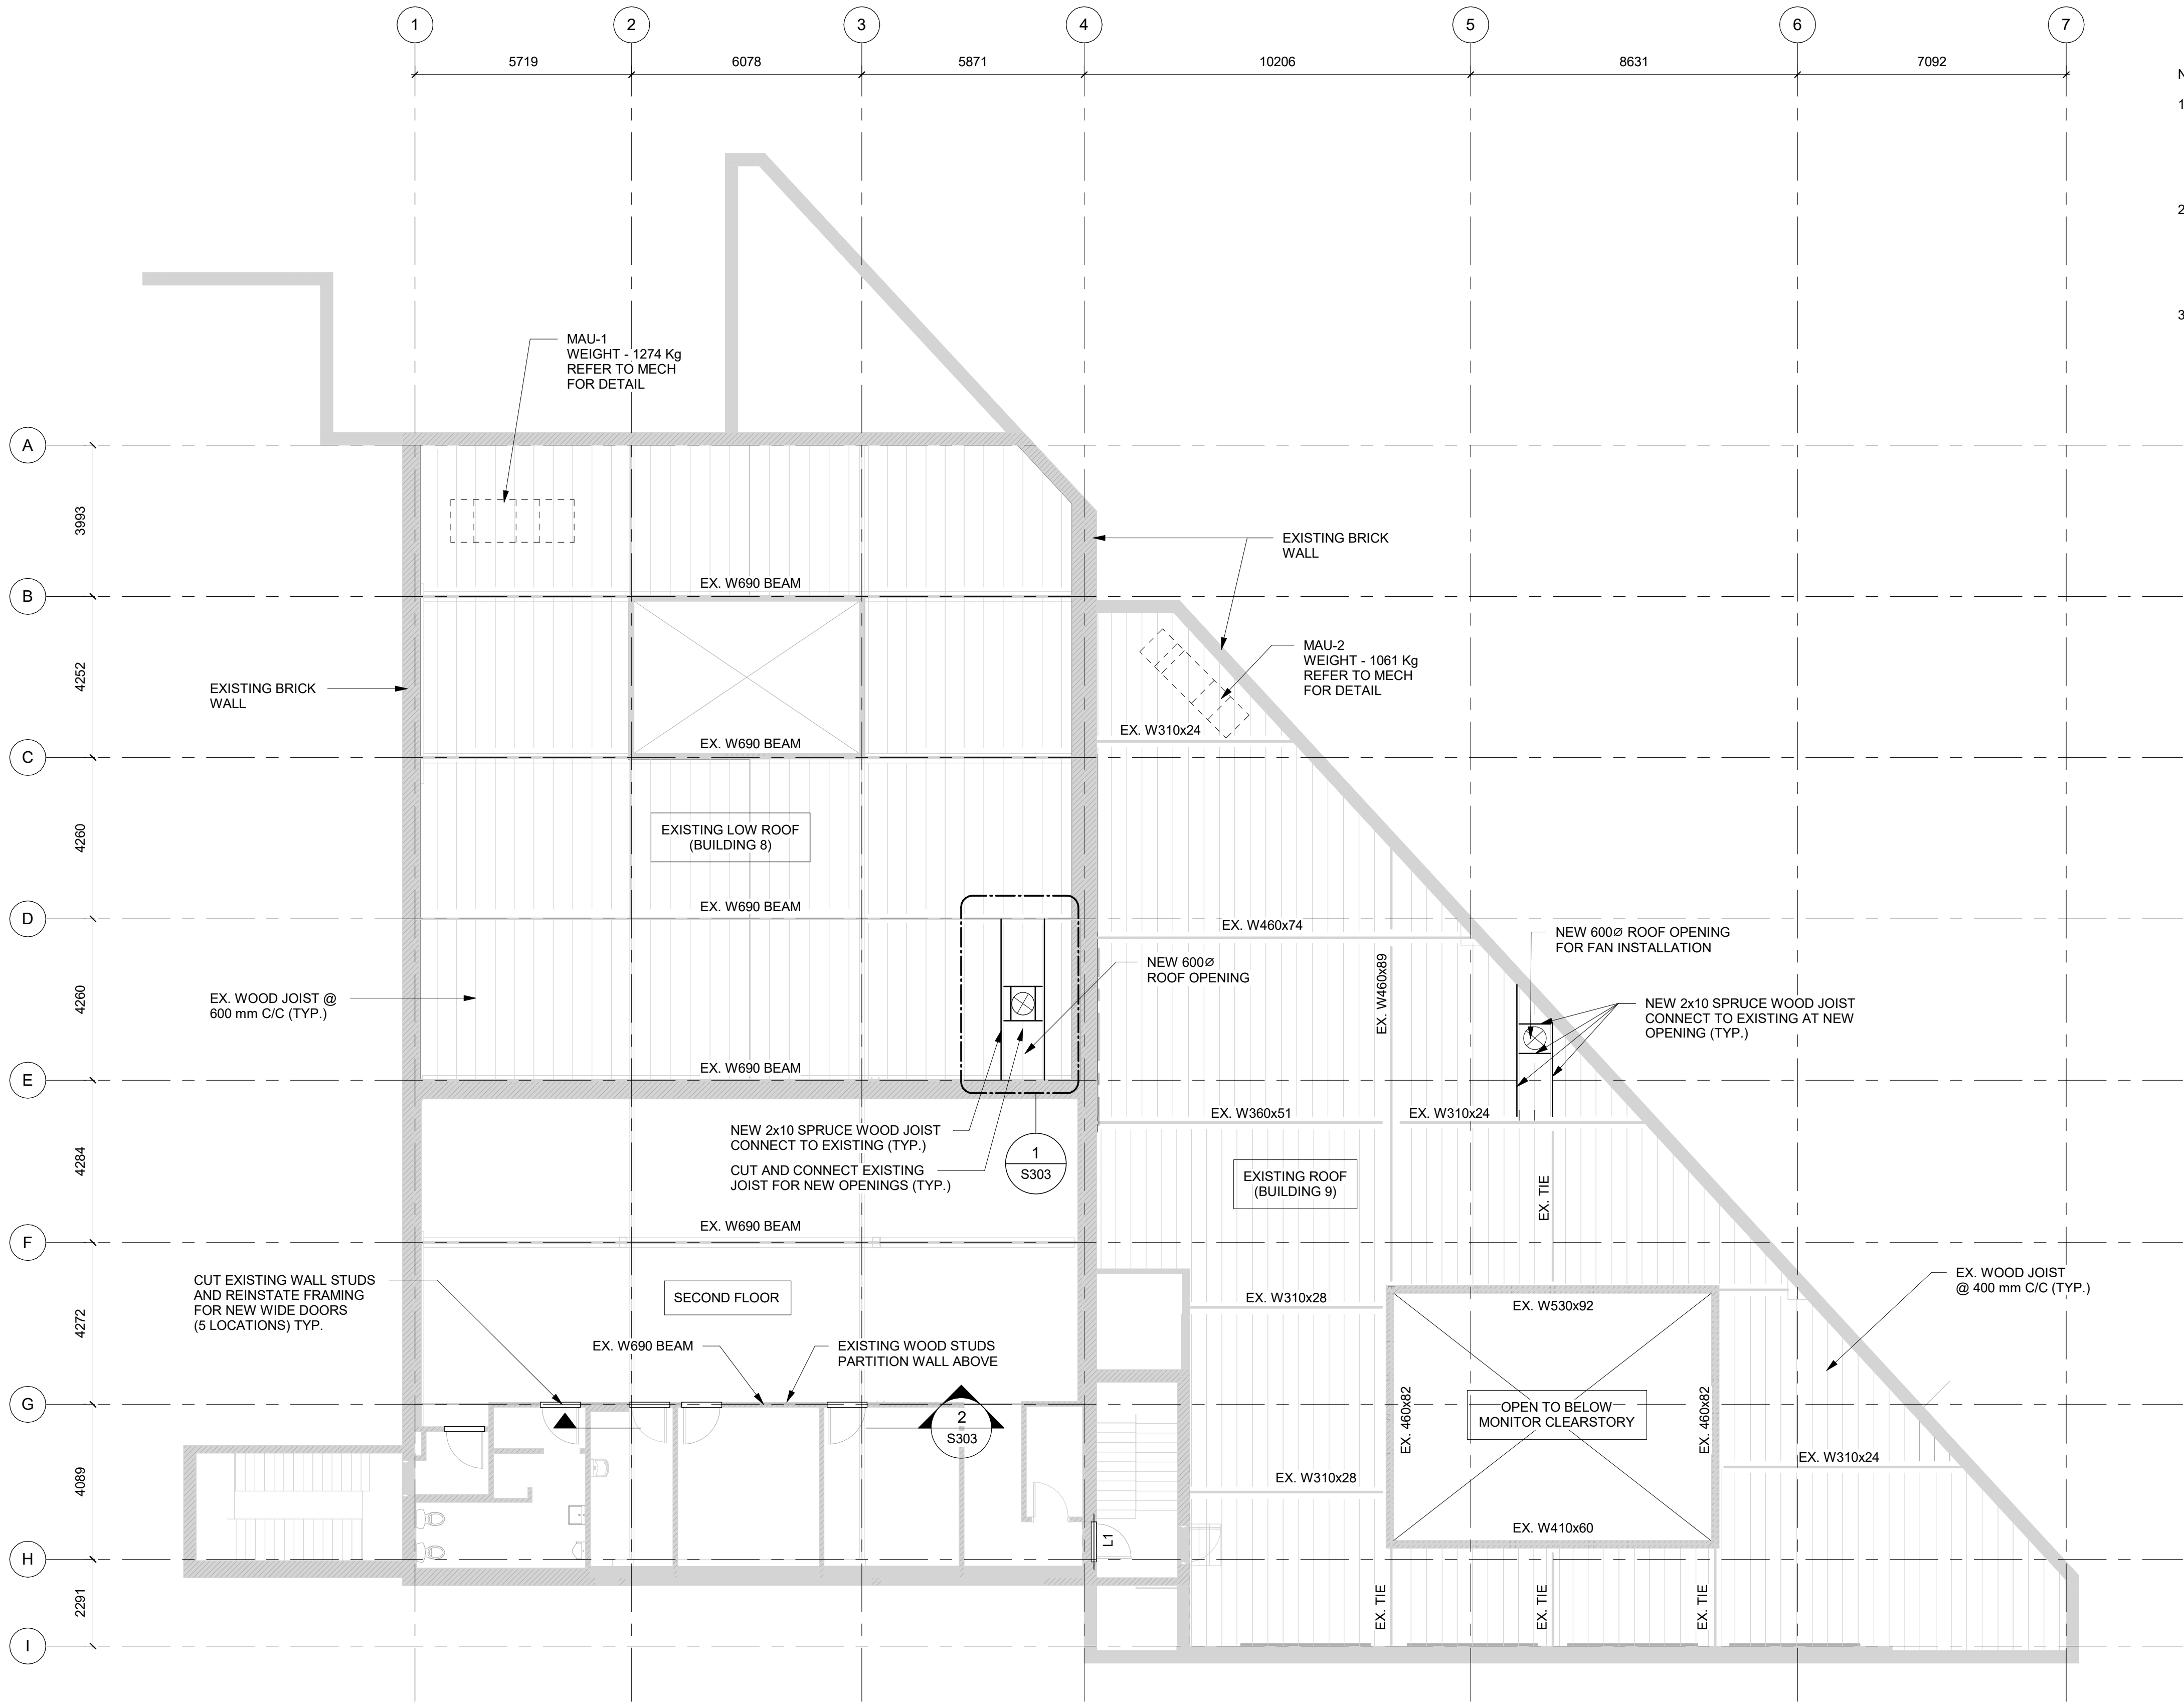 1
2
3
4
5
6
7
5719
6078
5871
10206
8631
7092
N
1
2
3
MAU-1
WEIGHT - 1274 Kg
REFER TO MECH
FOR DETAIL
A
3993
EXISTING BRICK
WALL
EX. W690 BEAM
B
4252
MAU-2
WEIGHT - 1061 Kg
REFER TO MECH
FOR DETAIL
EXISTING BRICK
WALL
EX. W310x24
EX. W690 BEAM
C
4260
EXISTING LOW ROOF
(BUILDING 8)
EX. W690 BEAM
D
EX. W460x74
NEW 600Ø ROOF OPENING
FOR FAN INSTALLATION
NEW 600Ø
ROOF OPENING
EX. W460x89
4260
EX. WOOD JOIST @
600 mm C/C (TYP.)
NEW 2x10 SPRUCE WOOD JOIST
CONNECT TO EXISTING AT NEW
OPENING (TYP.)
EX. W690 BEAM
E
EX. W360x51
EX. W310x24
NEW 2x10 SPRUCE WOOD JOIST
CONNECT TO EXISTING (TYP.)
CUT AND CONNECT EXISTING
JOIST FOR NEW OPENINGS (TYP.)
1
S303
4284
EXISTING ROOF
(BUILDING 9)
EX. TIE
EX. W690 BEAM
F
CUT EXISTING WALL STUDS
AND REINSTATE FRAMING
FOR NEW WIDE DOORS
(5 LOCATIONS) TYP.
SECOND FLOOR
EX. W310x28
EX. W530x92
EX. WOOD JOIST
@ 400 mm C/C (TYP.)
4272
EX. W690 BEAM
EXISTING WOOD STUDS
PARTITION WALL ABOVE
G
2
S303
EX. 460x82
OPEN TO BELOW
MONITOR CLEARSTORY
EX. 460x82
4089
EX. W310x28
EX. W310x24
L1
EX. W410x60
H
2291
EX. TIE
EX. TIE
EX. TIE
I